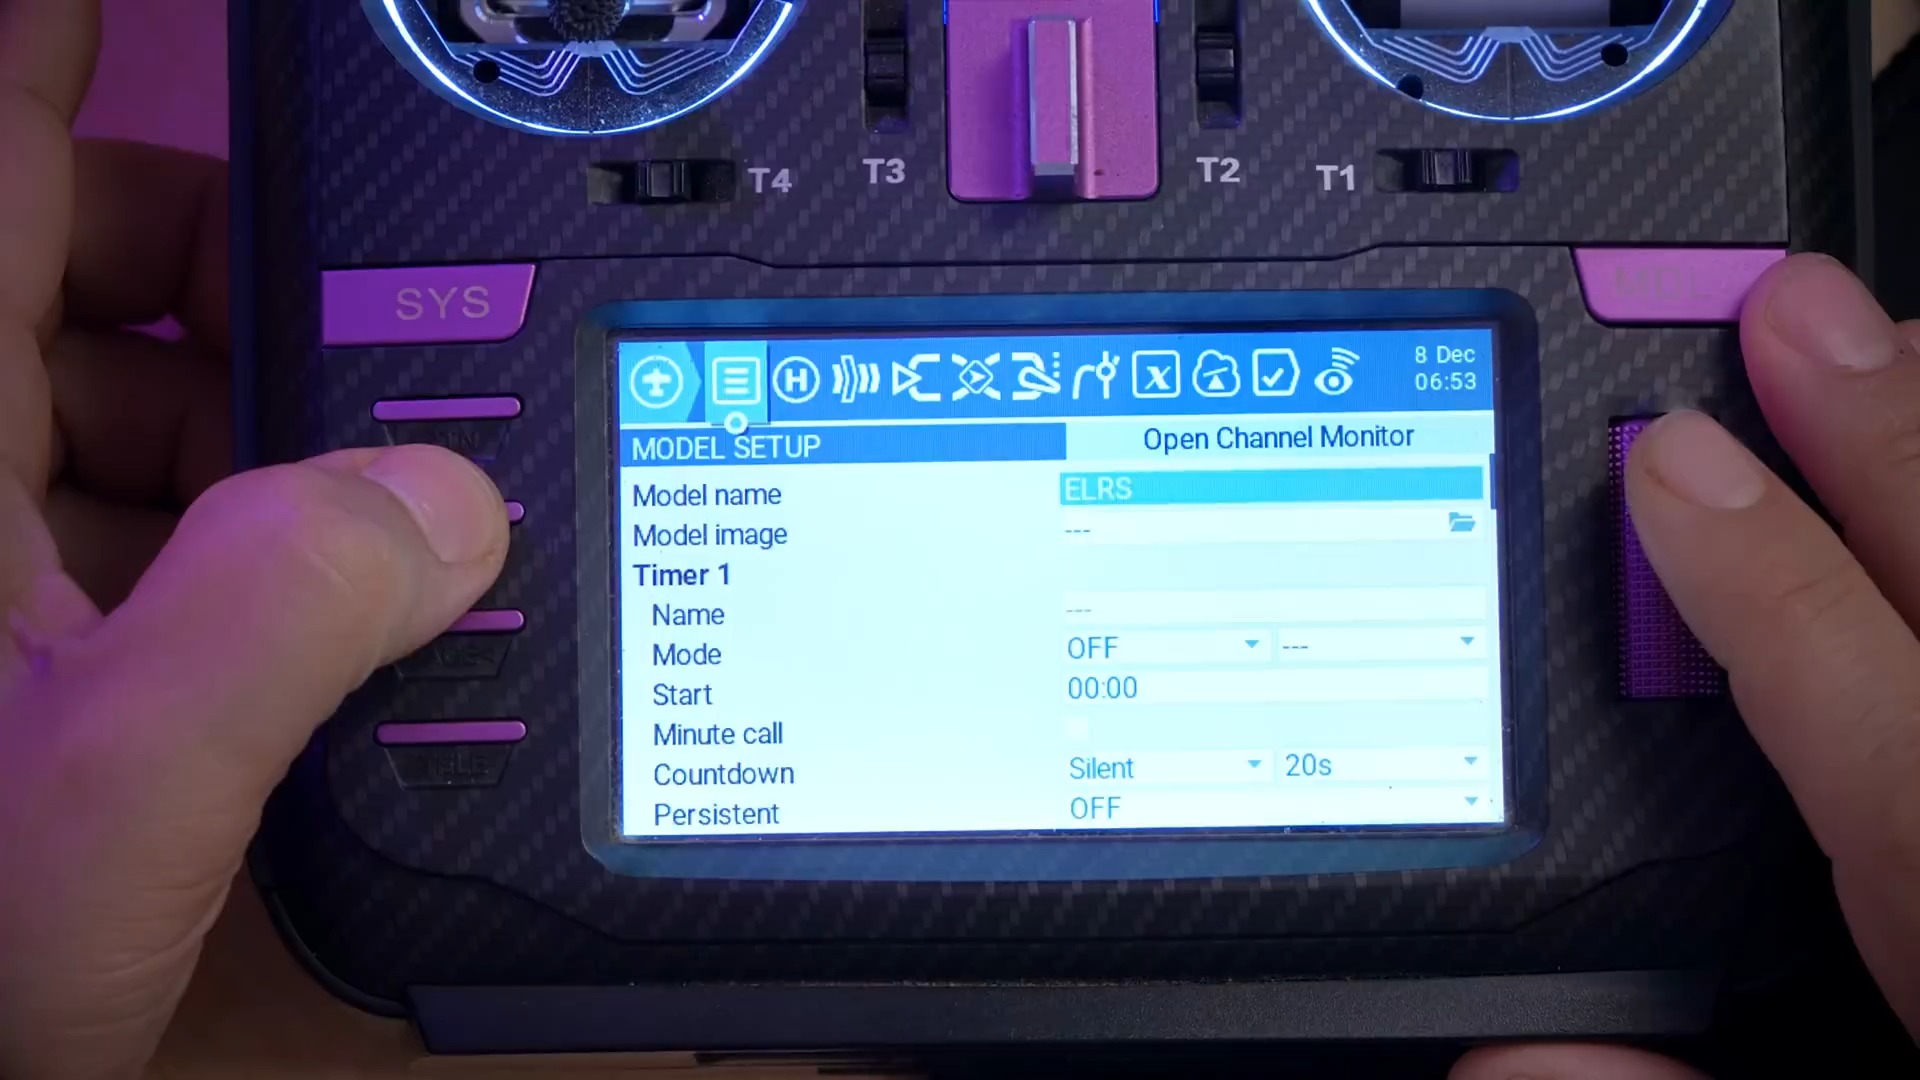 T4
T3
T2
T1
SYS
MDL
8 Dec
06:53
MODEL SETUP
Open Channel Monitor
Model name
ELRS
Model image
---
Timer 1
Name
---
Mode
OFF
---
Start
00:00
Minute call
Countdown
Silent
20s
Persistent
OFF